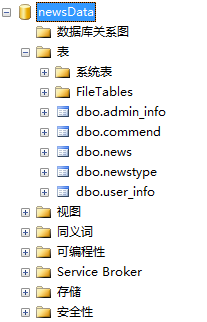 newsData
数据库关系图
表
系统表
FileTables
dbo.admin_info
dbo.commend
dbo.news
dbo.newstype
dbo.user_info
视图
同义词
可编程性
Service Broker
存储
安全性